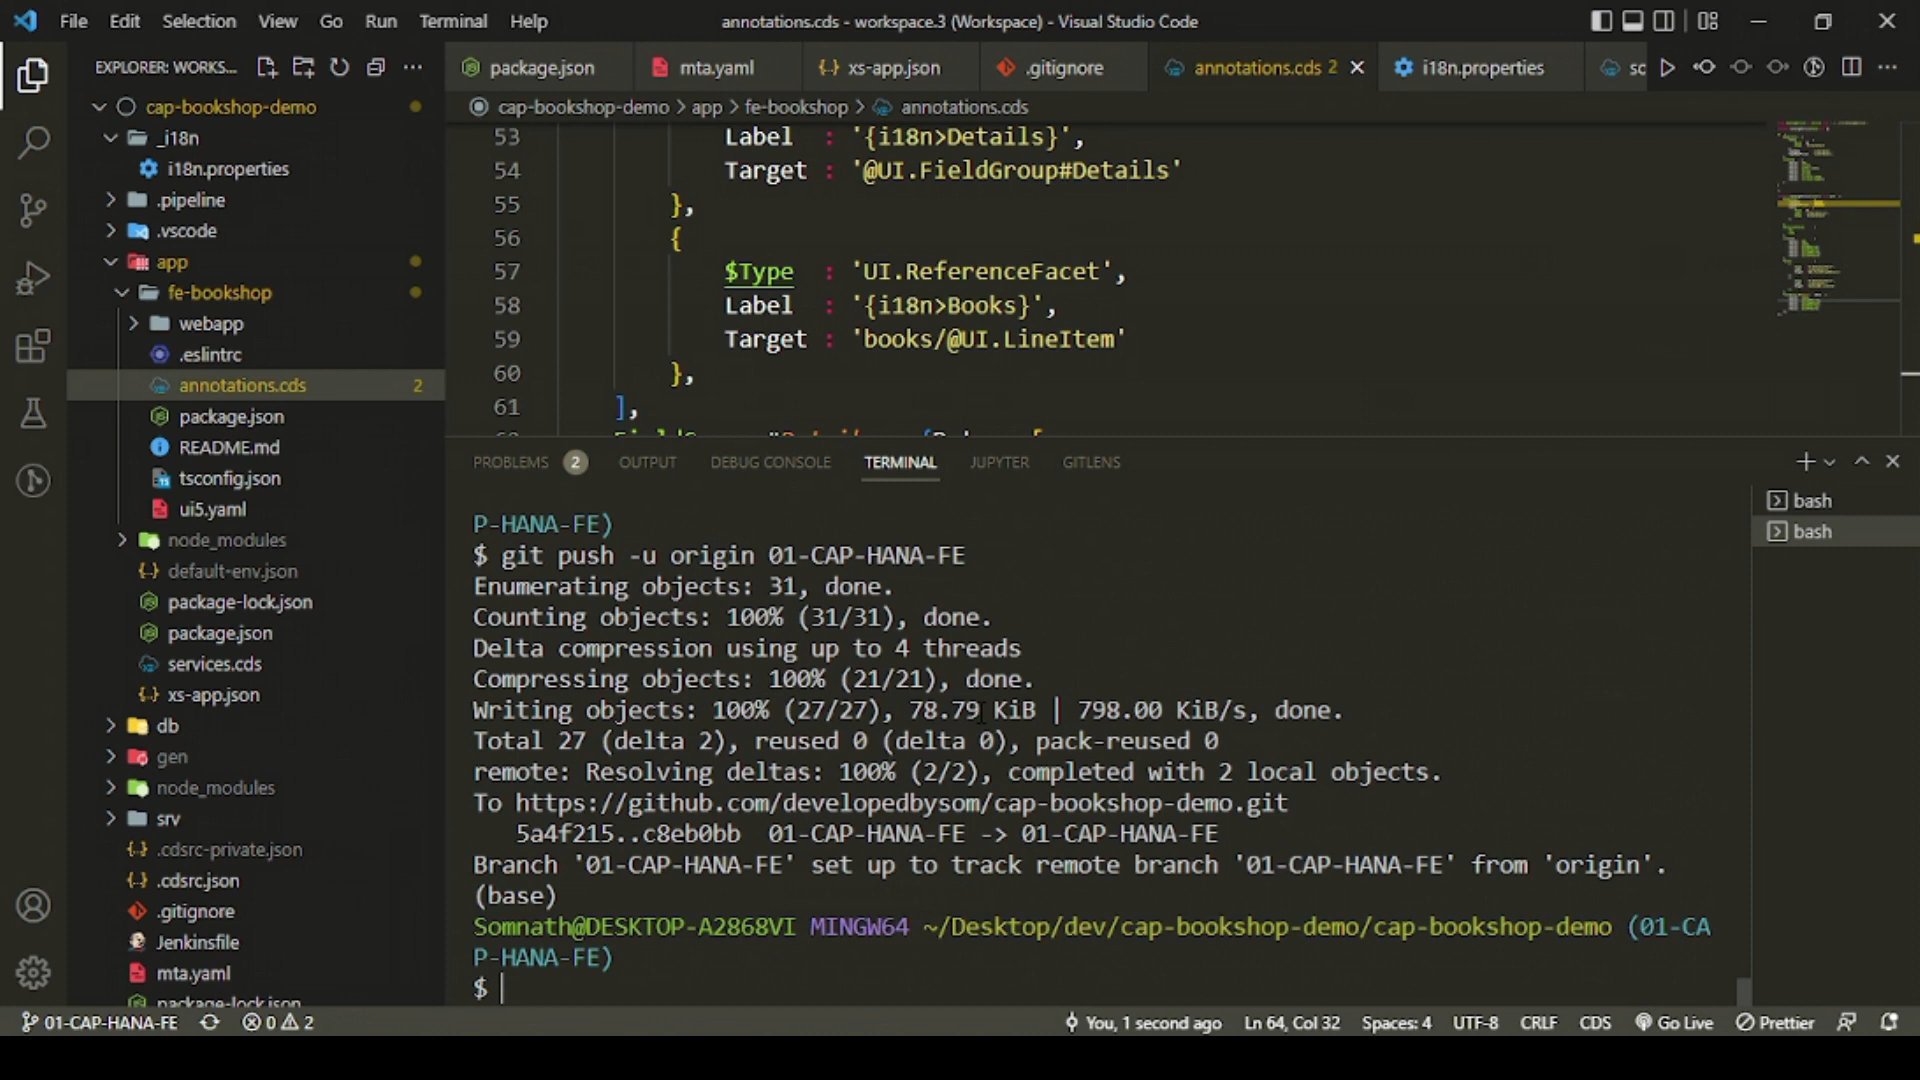 File Edit Selection View Go Run Terminal Help
annotations.cds - workspace.3 (Workspace) - Visual Studio Code
EXPLORER: WORKS...
package.json
mta.yaml
xs-app.json
.gitignore
annotations.cds 2
i18n.properties
sc
cap-bookshop-demo > app > fe-bookshop > annotations.cds
cap-bookshop-demo
_i18n
i18n.properties
.pipeline
.vscode
app
fe-bookshop
webapp
.eslintrc
annotations.cds 2
package.json
README.md
tsconfig.json
ui5.yaml
node_modules
default-env.json
package-lock.json
package.json
services.cds
xs-app.json
db
gen
node_modules
srv
.cdsrc-private.json
.cdsrc.json
.gitignore
Jenkinsfile
mta.yaml
package-lock.json
53 Label : '{i18n>Details}',
54 Target : '@UI.FieldGroup#Details'
55 },
56 {
57 $Type : 'UI.ReferenceFacet',
58 Label : '{i18n>Books}',
59 Target : 'books/@UI.LineItem'
60 },
61 ],
PROBLEMS 2 OUTPUT DEBUG CONSOLE TERMINAL JUPYTER GITLENS
bash
bash
P-HANA-FE)
$ git push -u origin 01-CAP-HANA-FE
Enumerating objects: 31, done.
Counting objects: 100% (31/31), done.
Delta compression using up to 4 threads
Compressing objects: 100% (21/21), done.
Writing objects: 100% (27/27), 78.79 KiB | 798.00 KiB/s, done.
Total 27 (delta 2), reused 0 (delta 0), pack-reused 0
remote: Resolving deltas: 100% (2/2), completed with 2 local objects.
To https://github.com/developedbysom/cap-bookshop-demo.git
5a4f215..c8eb0bb 01-CAP-HANA-FE -> 01-CAP-HANA-FE
Branch '01-CAP-HANA-FE' set up to track remote branch '01-CAP-HANA-FE' from 'origin'.
(base)
Somnath@DESKTOP-A2868VI MINGW64 ~/Desktop/dev/cap-bookshop-demo/cap-bookshop-demo (01-CA
P-HANA-FE)
$
01-CAP-HANA-FE 0 2 You, 1 second ago Ln 64, Col 32 Spaces: 4 UTF-8 CRLF CDS Go Live Prettier